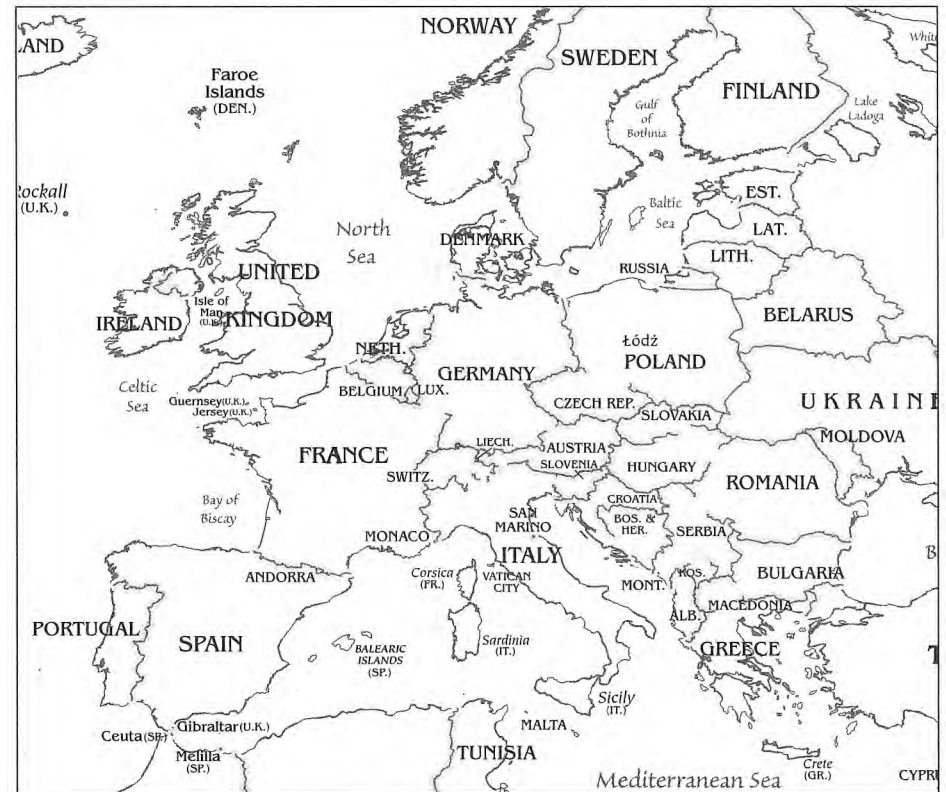 NORWAY
LAND
SWEDEN
Whit
Faroe
Islands
(DEN.)
FINLAND
Gulf
of
Bothnia
Lake
Ladoga
Rockall
(U.K.)
EST.
Baltic
Sea
LAT.
North
Sea
DENMARK
LITH.
RUSSIA
UNITED
KINGDOM
Isle of
Man
(U.K.)
IRELAND
BELARUS
NETH.
Łódź
POLAND
GERMANY
Celtic
Sea
BELGIUM
LUX.
Guernsey(U.K.)
Jersey(U.K.)
CZECH REP.
SLOVAKIA
UKRAINE
MOLDOVA
FRANCE
LIECH.
AUSTRIA
SLOVENIA
HUNGARY
SWITZ.
ROMANIA
Bay of
Biscay
CROATIA
SAN
MARINO
BOS. &
HER.
SERBIA
MONACO
ITALY
B
ANDORRA
Corsica
(FR.)
VATICAN
CITY
MONT.
KOS.
BULGARIA
ALB.
MACEDONIA
PORTUGAL
SPAIN
BALEARIC
ISLANDS
(SP.)
Sardinia
(IT.)
GREECE
T
Sicily
(IT.)
Gibraltar(U.K.)
Ceuta(SP.)
MALTA
Melilla
(SP.)
TUNISIA
Mediterranean Sea
Crete
(GR.)
CYPR